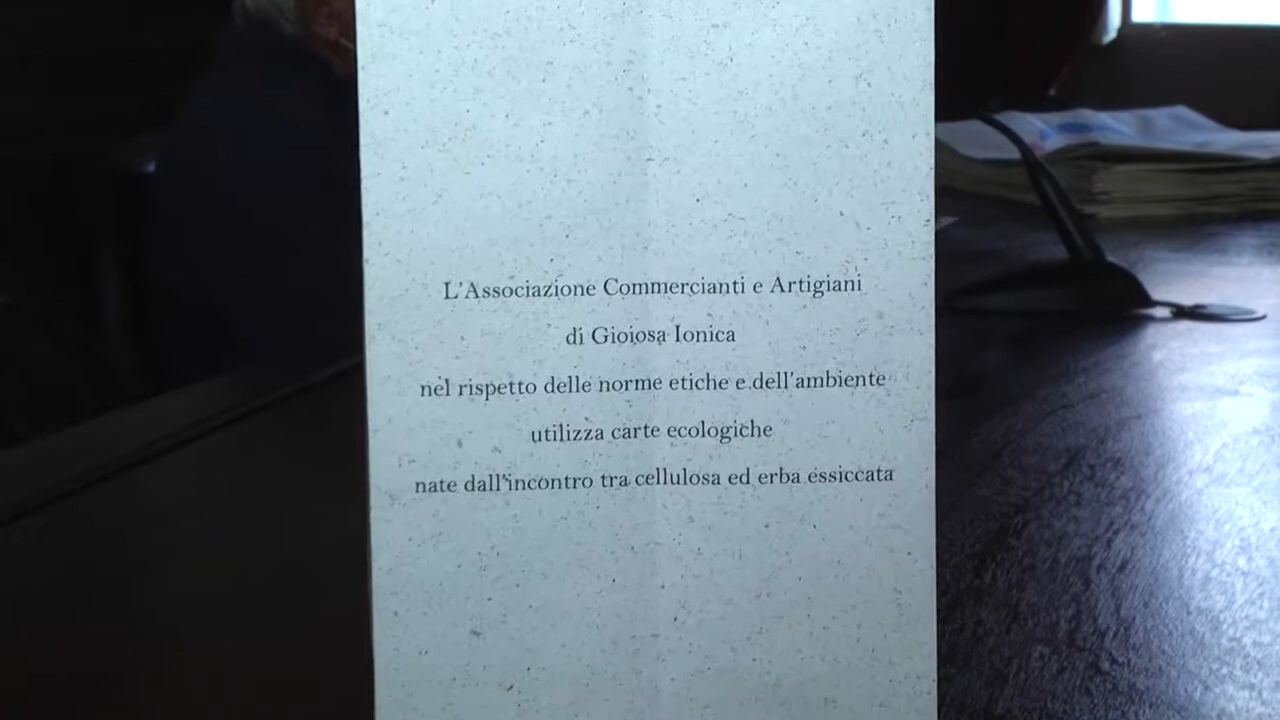 L'Associazione Commercianti e Artigiani
di Gioiosa Ionica
nel rispetto delle norme etiche e dell'ambiente
utilizza carte ecologiche
nate dall'incontro tra cellulosa ed erba essiccata